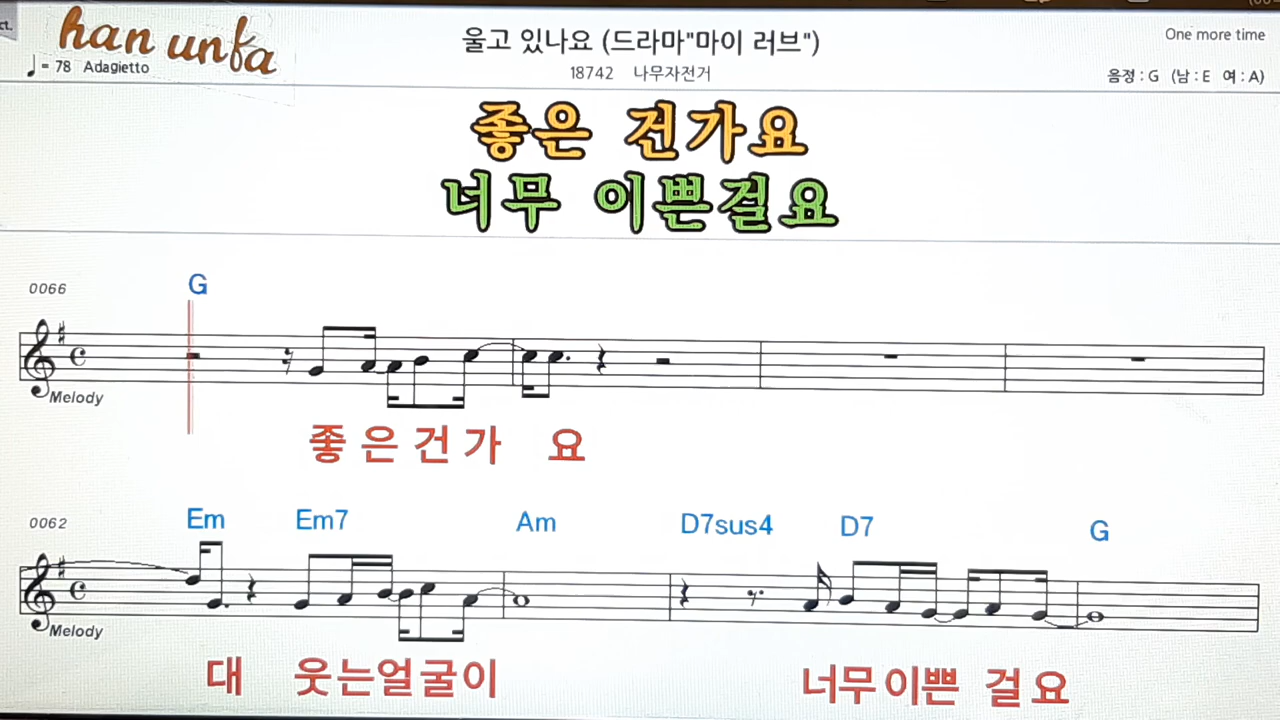 ct.
han unfa
♩= 78 Adagietto
울고 있나요 (드라마"마이 러브")
18742 나무자전거
One more time
음정 : G (남 : E 여 : A)
좋은 건가요
너무 이쁜걸요
0066
G
Melody
좋 은 건 가 요
0062
Em Em7 Am D7sus4 D7 G
Melody
대 웃는얼굴이 너무이쁜 걸요